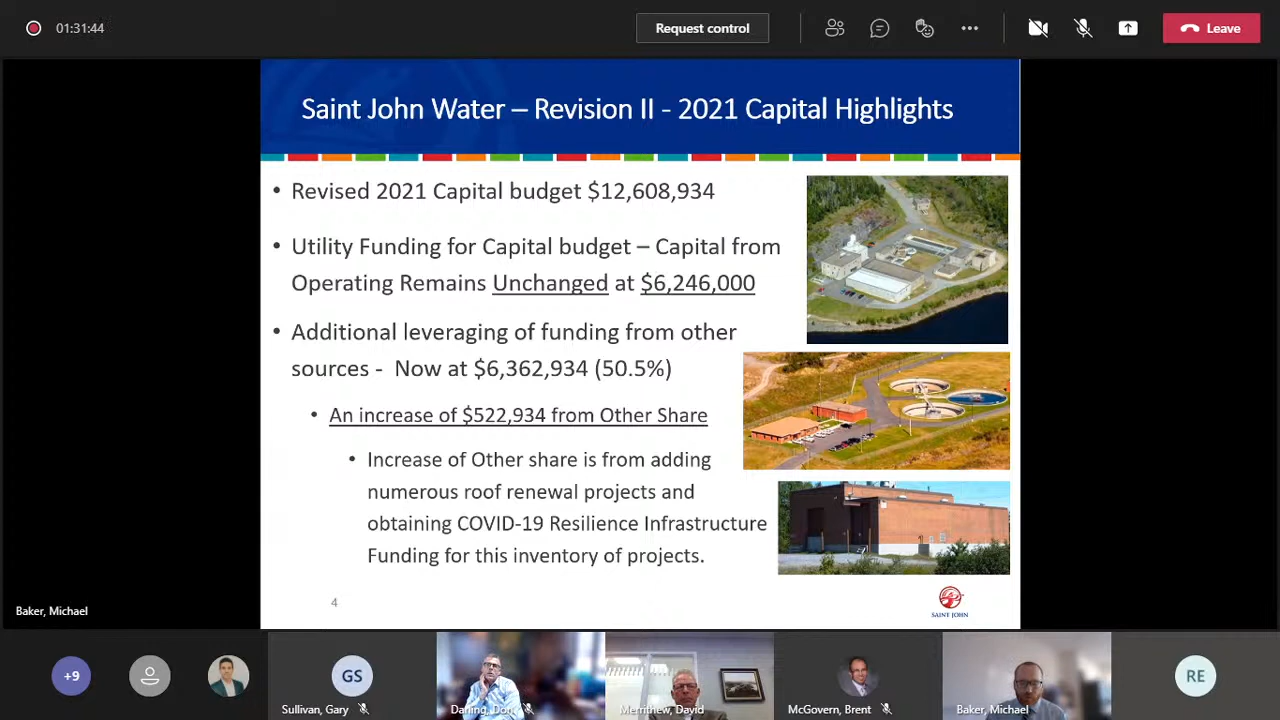 01:31:44
Request control
Leave
Saint John Water – Revision II - 2021 Capital Highlights
• Revised 2021 Capital budget $12,608,934
• Utility Funding for Capital budget – Capital from
Operating Remains Unchanged at $6,246,000
• Additional leveraging of funding from other
sources - Now at $6,362,934 (50.5%)
• An increase of $522,934 from Other Share
• Increase of Other share is from adding
numerous roof renewal projects and
obtaining COVID-19 Resilience Infrastructure
Funding for this inventory of projects.
4
SAINT JOHN
Baker, Michael
+9
GS
RE
Sullivan, Gary
Darling, Don
Merrithew, David
McGovern, Brent
Baker, Michael